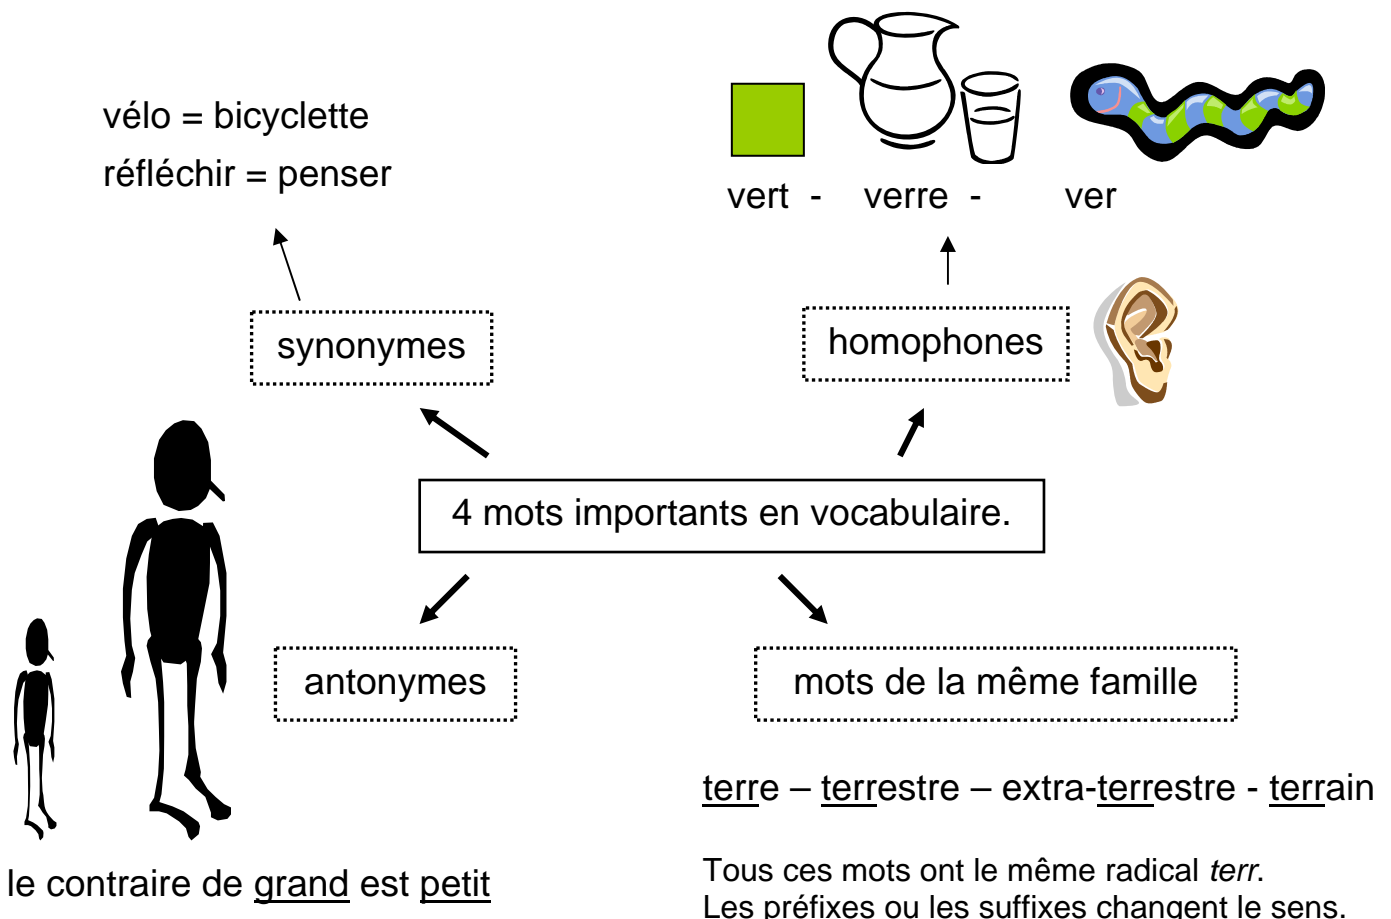 vélo = bicyclette
réfléchir = penser
vert - verre - ver
synonymes
homophones
4 mots importants en vocabulaire.
antonymes
mots de la même famille
terre – terrestre – extra-terrestre - terrain
le contraire de grand est petit
Tous ces mots ont le même radical terr.
Les préfixes ou les suffixes changent le sens.